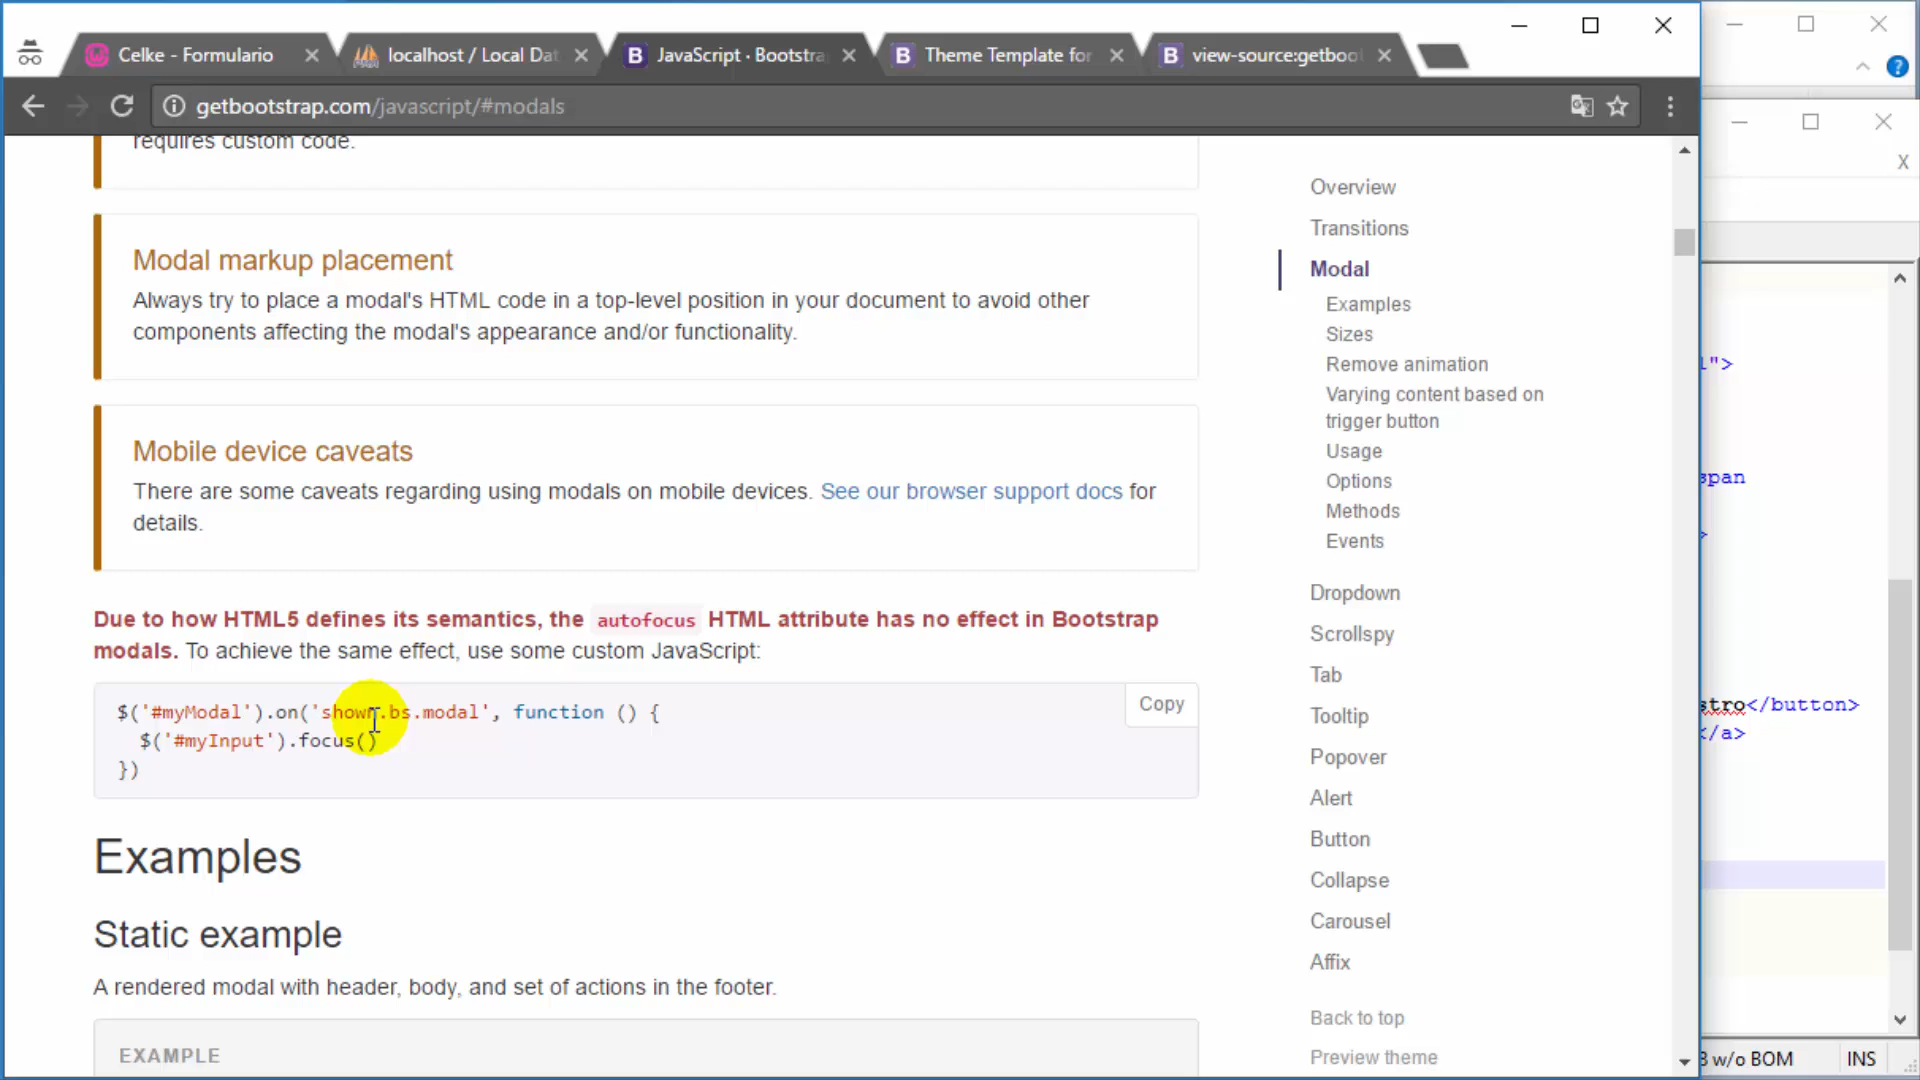 Celke - Formulario
localhost / Local Dat
JavaScript · Bootstra
Theme Template for
view-source:getboot
getbootstrap.com/javascript/#modals
requires custom code.
Modal markup placement
Always try to place a modal's HTML code in a top-level position in your document to avoid other
components affecting the modal's appearance and/or functionality.
Mobile device caveats
There are some caveats regarding using modals on mobile devices. See our browser support docs for
details.
Due to how HTML5 defines its semantics, the autofocus HTML attribute has no effect in Bootstrap
modals. To achieve the same effect, use some custom JavaScript:
Copy
$('#myModal').on('shown.bs.modal', function () {
$('#myInput').focus()
})
Examples
Static example
A rendered modal with header, body, and set of actions in the footer.
EXAMPLE
Overview
Transitions
Modal
Examples
Sizes
Remove animation
Varying content based on
trigger button
Usage
Options
Methods
Events
Dropdown
Scrollspy
Tab
Tooltip
Popover
Alert
Button
Collapse
Carousel
Affix
Back to top
Preview theme
X
">
span
>
stro</button>
</a>
w/o BOM
INS